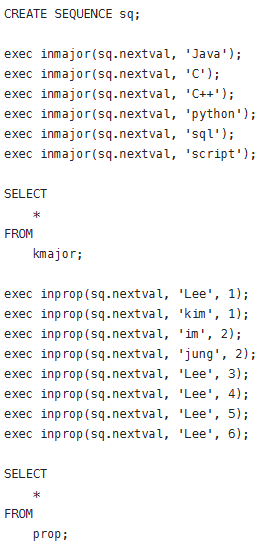 CREATE SEQUENCE sq;

exec inmajor(sq.nextval, 'Java');
exec inmajor(sq.nextval, 'C');
exec inmajor(sq.nextval, 'C++');
exec inmajor(sq.nextval, 'python');
exec inmajor(sq.nextval, 'sql');
exec inmajor(sq.nextval, 'script');

SELECT
    *
FROM
    kmajor;

exec inprop(sq.nextval, 'Lee', 1);
exec inprop(sq.nextval, 'kim', 1);
exec inprop(sq.nextval, 'im', 2);
exec inprop(sq.nextval, 'jung', 2);
exec inprop(sq.nextval, 'Lee', 3);
exec inprop(sq.nextval, 'Lee', 4);
exec inprop(sq.nextval, 'Lee', 5);
exec inprop(sq.nextval, 'Lee', 6);

SELECT
    *
FROM
    prop;